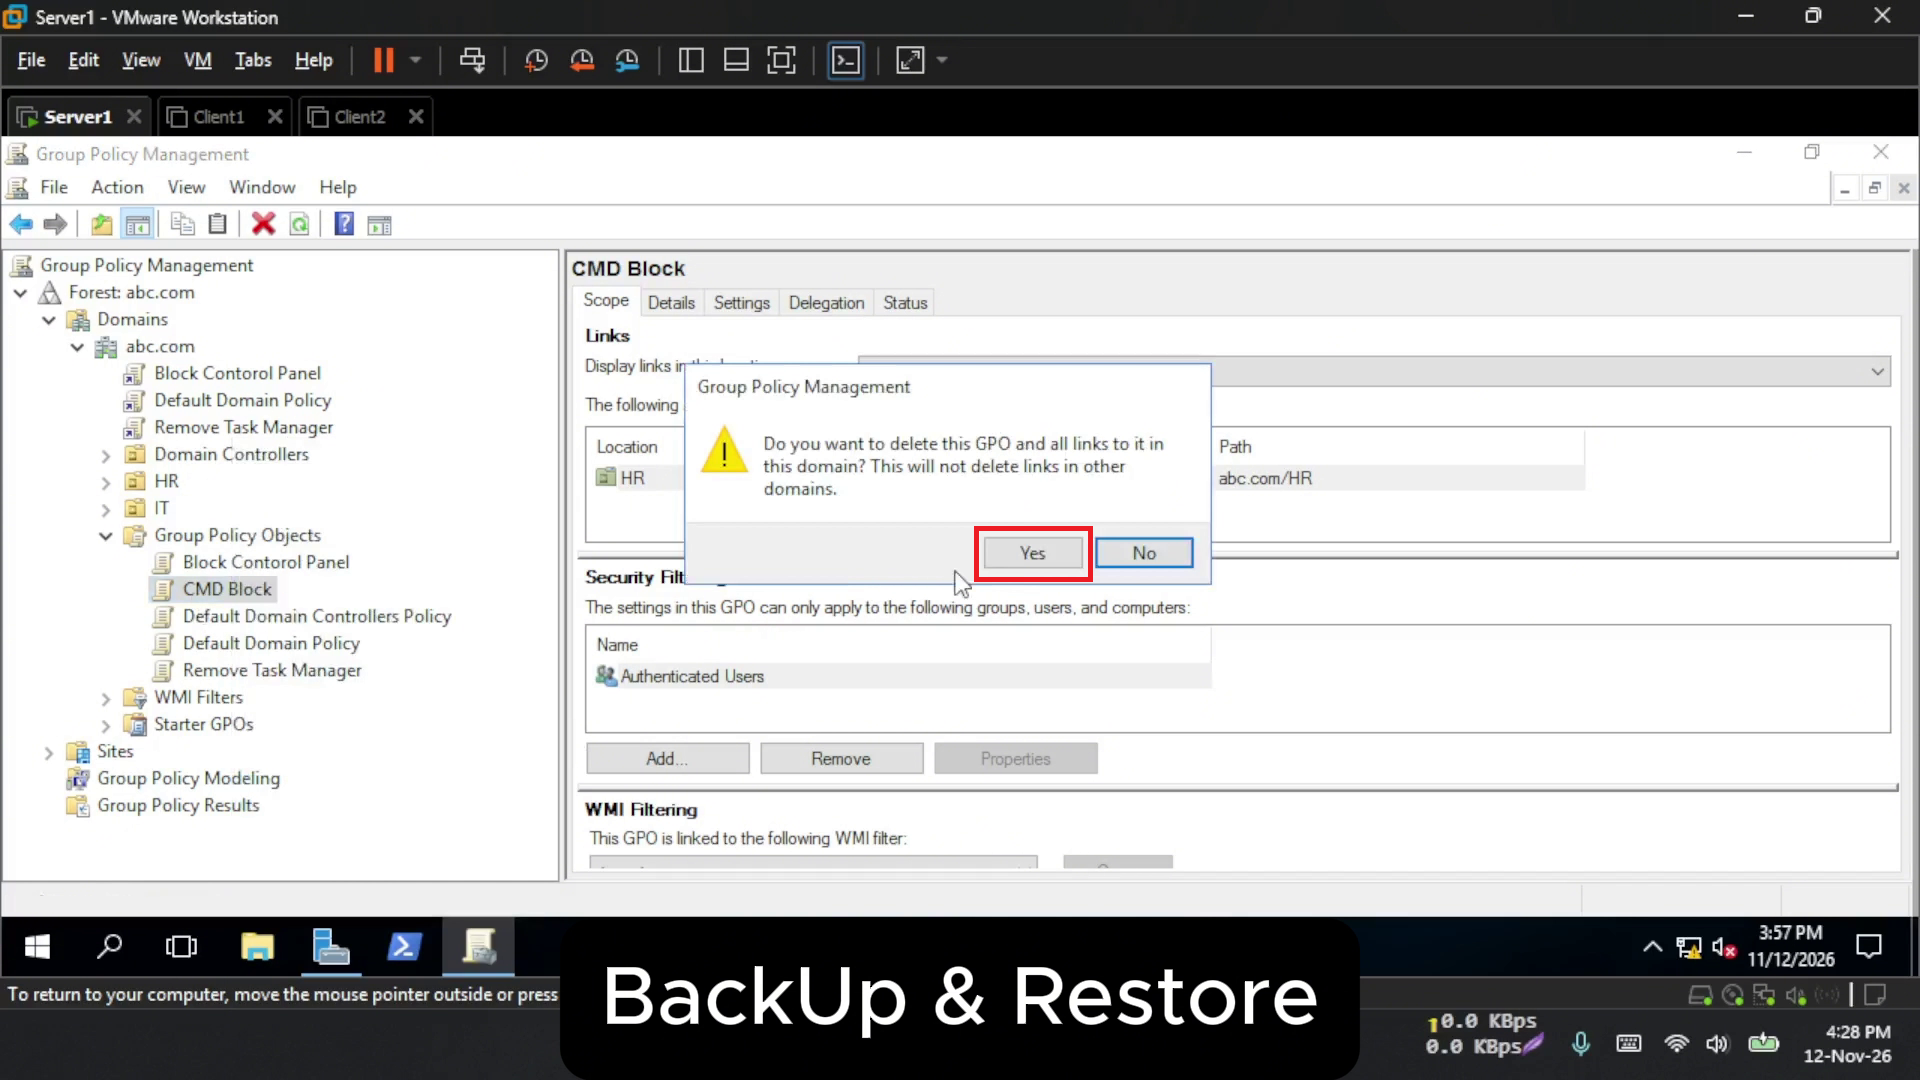 Server1 - VMware Workstation
File Edit View VM Tabs Help
Server1 Client1 Client2
Group Policy Management
File Action View Window Help
Group Policy Management
Forest: abc.com
Domains
abc.com
Block Contorol Panel
Default Domain Policy
Remove Task Manager
Domain Controllers
HR
IT
Group Policy Objects
Block Contorol Panel
CMD Block
Default Domain Controllers Policy
Default Domain Policy
Remove Task Manager
WMI Filters
Starter GPOs
Sites
Group Policy Modeling
Group Policy Results
CMD Block
Scope Details Settings Delegation Status
Links
Display links in
The following
Location Path
HR abc.com/HR
Group Policy Management
Do you want to delete this GPO and all links to it in
this domain? This will not delete links in other
domains.
Yes No
Security
The settings in this GPO can only apply to the following groups, users, and computers:
Name
Authenticated Users
Add... Remove Properties
WMI Filtering
This GPO is linked to the following WMI filter:
3:57 PM
11/12/2026
To return to your computer, move the mouse pointer outside or press
BackUp & Restore
0.0 KBps
0.0 KBps
4:28 PM
12-Nov-26